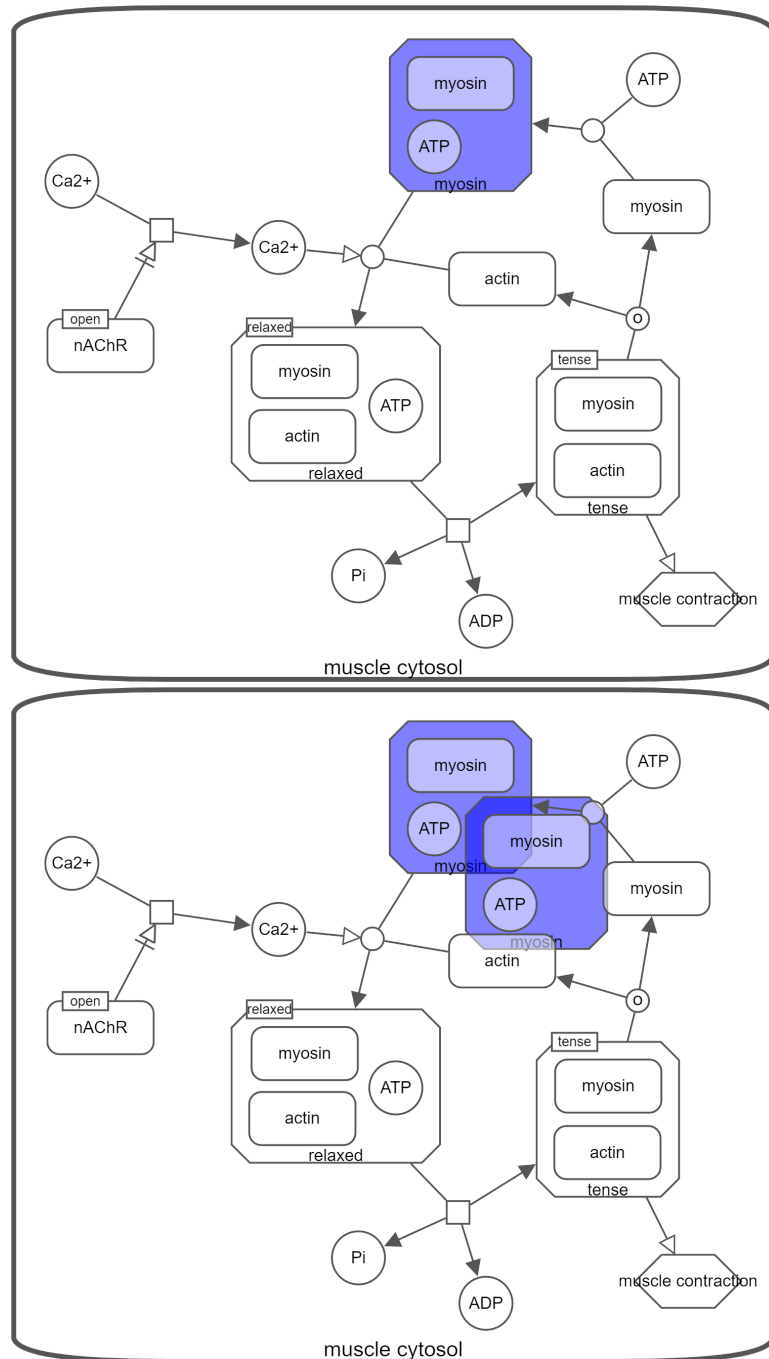 myosin
ATP
ATP
myosin
Ca2+
myosin
Ca2+
actin
open
nAChR
relaxed
O
myosin
ATP
actin
relaxed
tense
myosin
actin
tense
Pi
ADP
muscle contraction
muscle cytosol
myosin
ATP
ATP
myosin
myosin
Ca2+
myosin
ATP
myosin
Ca2+
actin
open
nAChR
relaxed
O
myosin
ATP
actin
relaxed
tense
myosin
actin
tense
Pi
ADP
muscle contraction
muscle cytosol